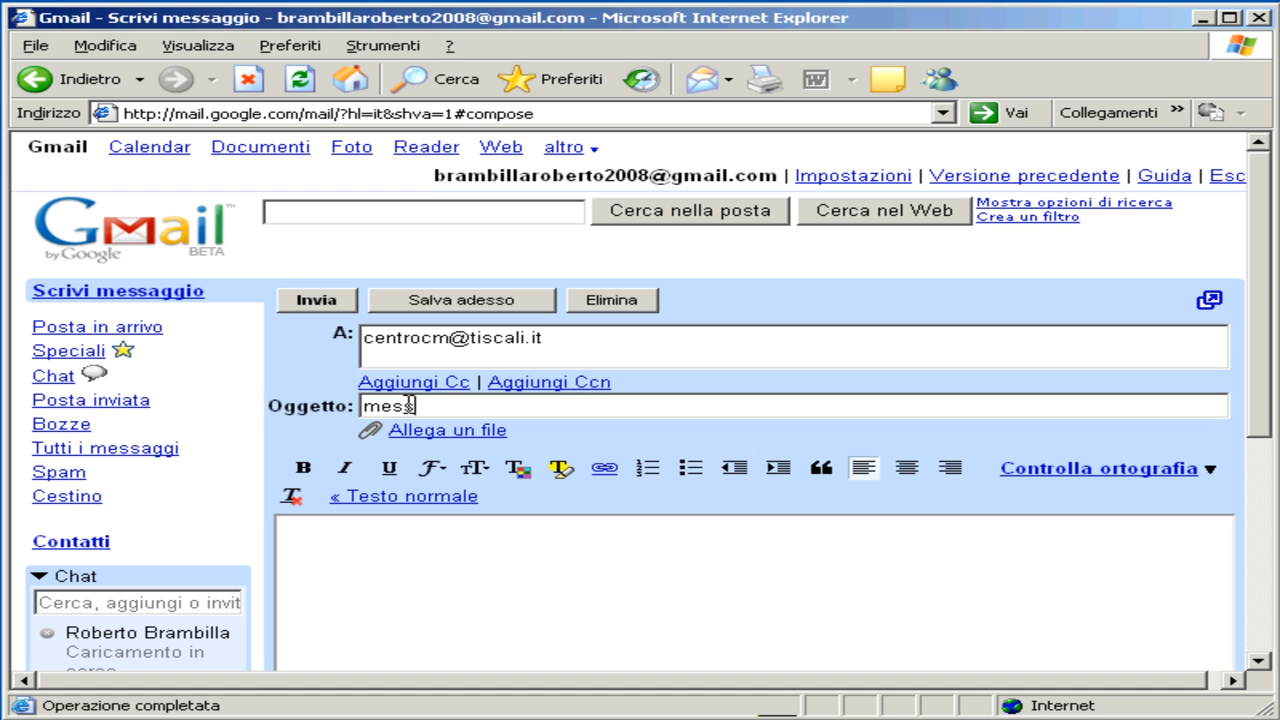 Gmail - Scrivi messaggio - brambillaroberto2008@gmail.com - Microsoft Internet Explorer
File Modifica Visualizza Preferiti Strumenti ?
Indietro Cerca Preferiti
Indirizzo http://mail.google.com/mail/?hl=it&shva=1#compose Vai Collegamenti »
Gmail Calendar Documenti Foto Reader Web altro
brambillaroberto2008@gmail.com | Impostazioni | Versione precedente | Guida | Esc
Gmail™
by Google BETA
Cerca nella posta Cerca nel Web
Mostra opzioni di ricerca
Crea un filtro
Scrivi messaggio
Posta in arrivo
Speciali
Chat
Posta inviata
Bozze
Tutti i messaggi
Spam
Cestino
Contatti
Chat
Cerca, aggiungi o invit
Roberto Brambilla
Caricamento in
Invia Salva adesso Elimina
A: centrocm@tiscali.it
Aggiungi Cc | Aggiungi Ccn
Oggetto: mess
Allega un file
B I U Controlla ortografia
« Testo normale
Operazione completata Internet